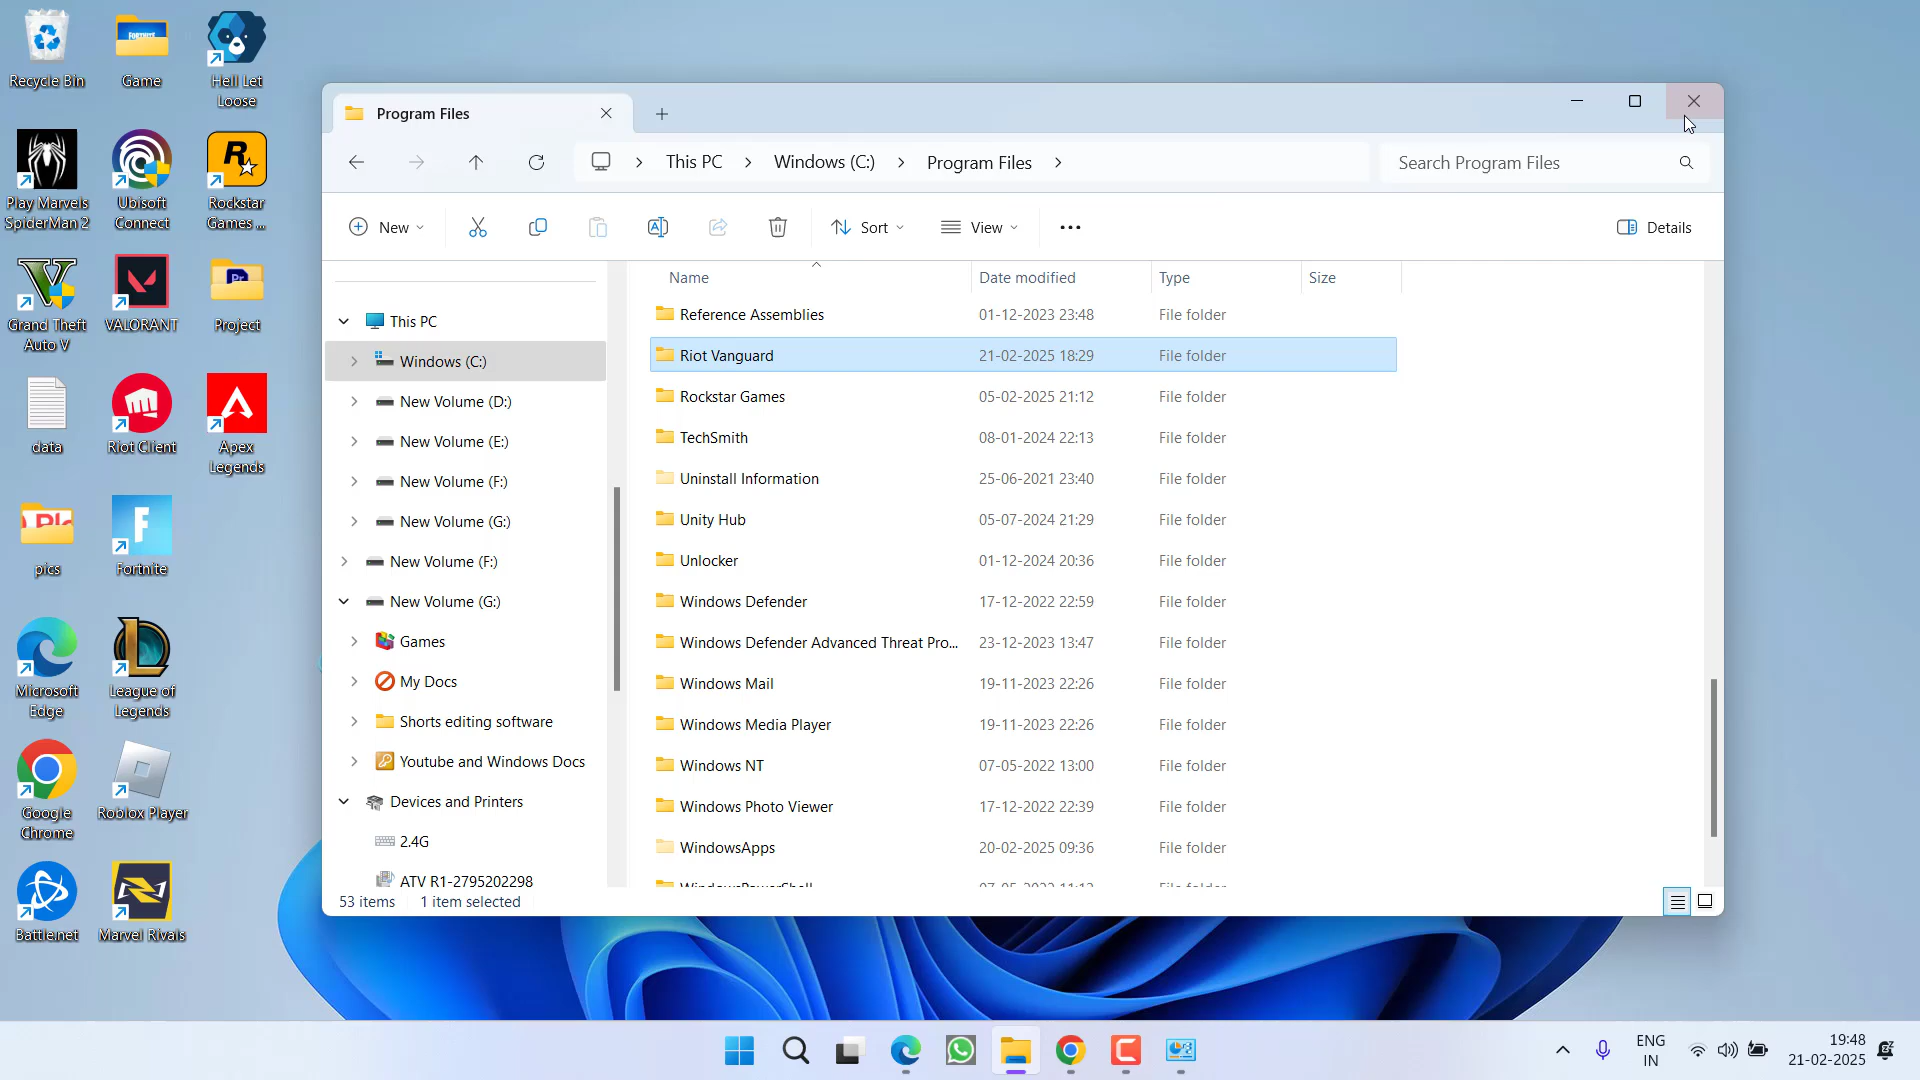 Recycle Bin
Game
Hell Let
Loose
Play Marvels
SpiderMan 2
Ubisoft
Connect
Rockstar
Games ...
Grand Theft
Auto V
VALORANT
Project
data
Riot Client
Apex
Legends
pics
Fortnite
Microsoft
Edge
League of
Legends
Google
Chrome
Roblox Player
Battle.net
Marvel Rivals
Program Files
This PC
Windows (C:)
Program Files
Search Program Files
New
Sort
View
Details
This PC
Windows (C:)
New Volume (D:)
New Volume (E:)
New Volume (F:)
New Volume (G:)
New Volume (F:)
New Volume (G:)
Games
My Docs
Shorts editing software
Youtube and Windows Docs
Devices and Printers
2.4G
ATV R1-2795202298
Name Date modified Type Size
Reference Assemblies 01-12-2023 23:48 File folder
Riot Vanguard 21-02-2025 18:29 File folder
Rockstar Games 05-02-2025 21:12 File folder
TechSmith 08-01-2024 22:13 File folder
Uninstall Information 25-06-2021 23:40 File folder
Unity Hub 05-07-2024 21:29 File folder
Unlocker 01-12-2024 20:36 File folder
Windows Defender 17-12-2022 22:59 File folder
Windows Defender Advanced Threat Pro... 23-12-2023 13:47 File folder
Windows Mail 19-11-2023 22:26 File folder
Windows Media Player 19-11-2023 22:26 File folder
Windows NT 07-05-2022 13:00 File folder
Windows Photo Viewer 17-12-2022 22:39 File folder
WindowsApps 20-02-2025 09:36 File folder
53 items 1 item selected
ENG
IN
19:48
21-02-2025